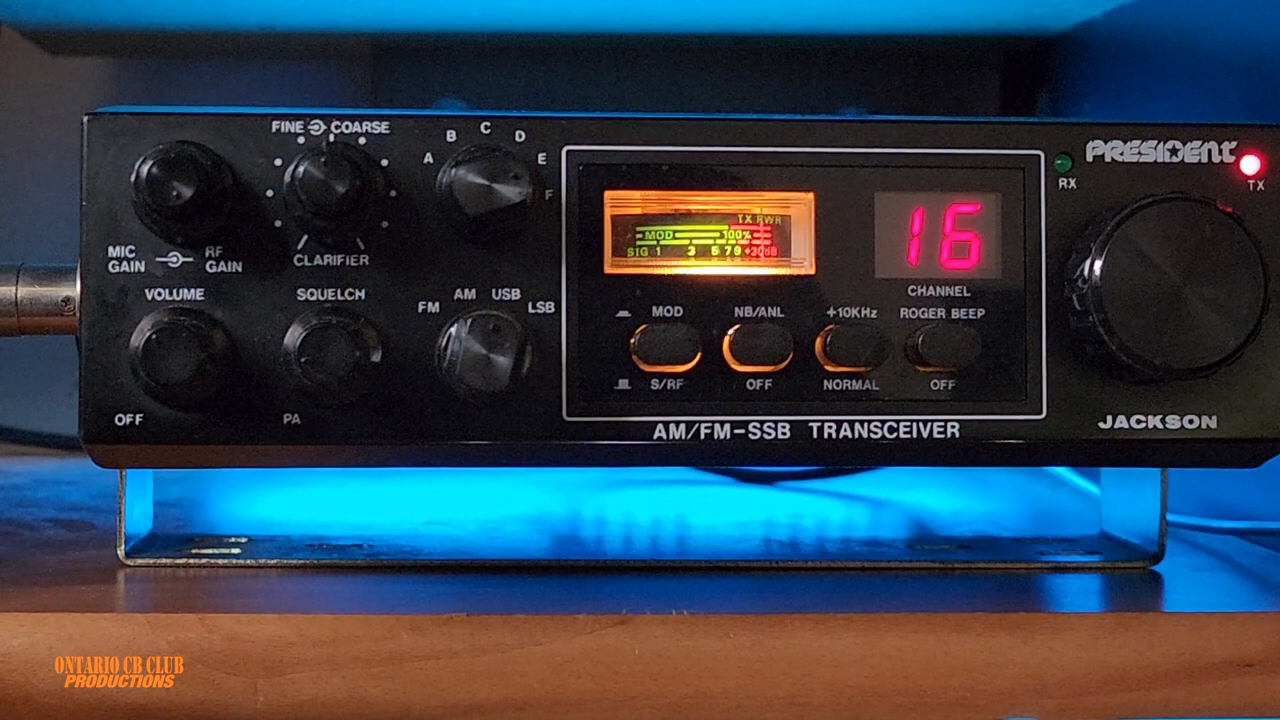 FINE COARSE
A B C D E F
PRESIDENT
RX
TX
MIC GAIN
RF GAIN
CLARIFIER
TX PWR
MOD 100%
SIG 1 3 5 7 9 +30dB
16
CHANNEL
VOLUME
SQUELCH
FM AM USB LSB
MOD
NB/ANL
+10KHz
ROGER BEEP
S/RF
OFF
NORMAL
OFF
OFF
PA
AM/FM-SSB TRANSCEIVER
JACKSON
ONTARIO CB CLUB
PRODUCTIONS